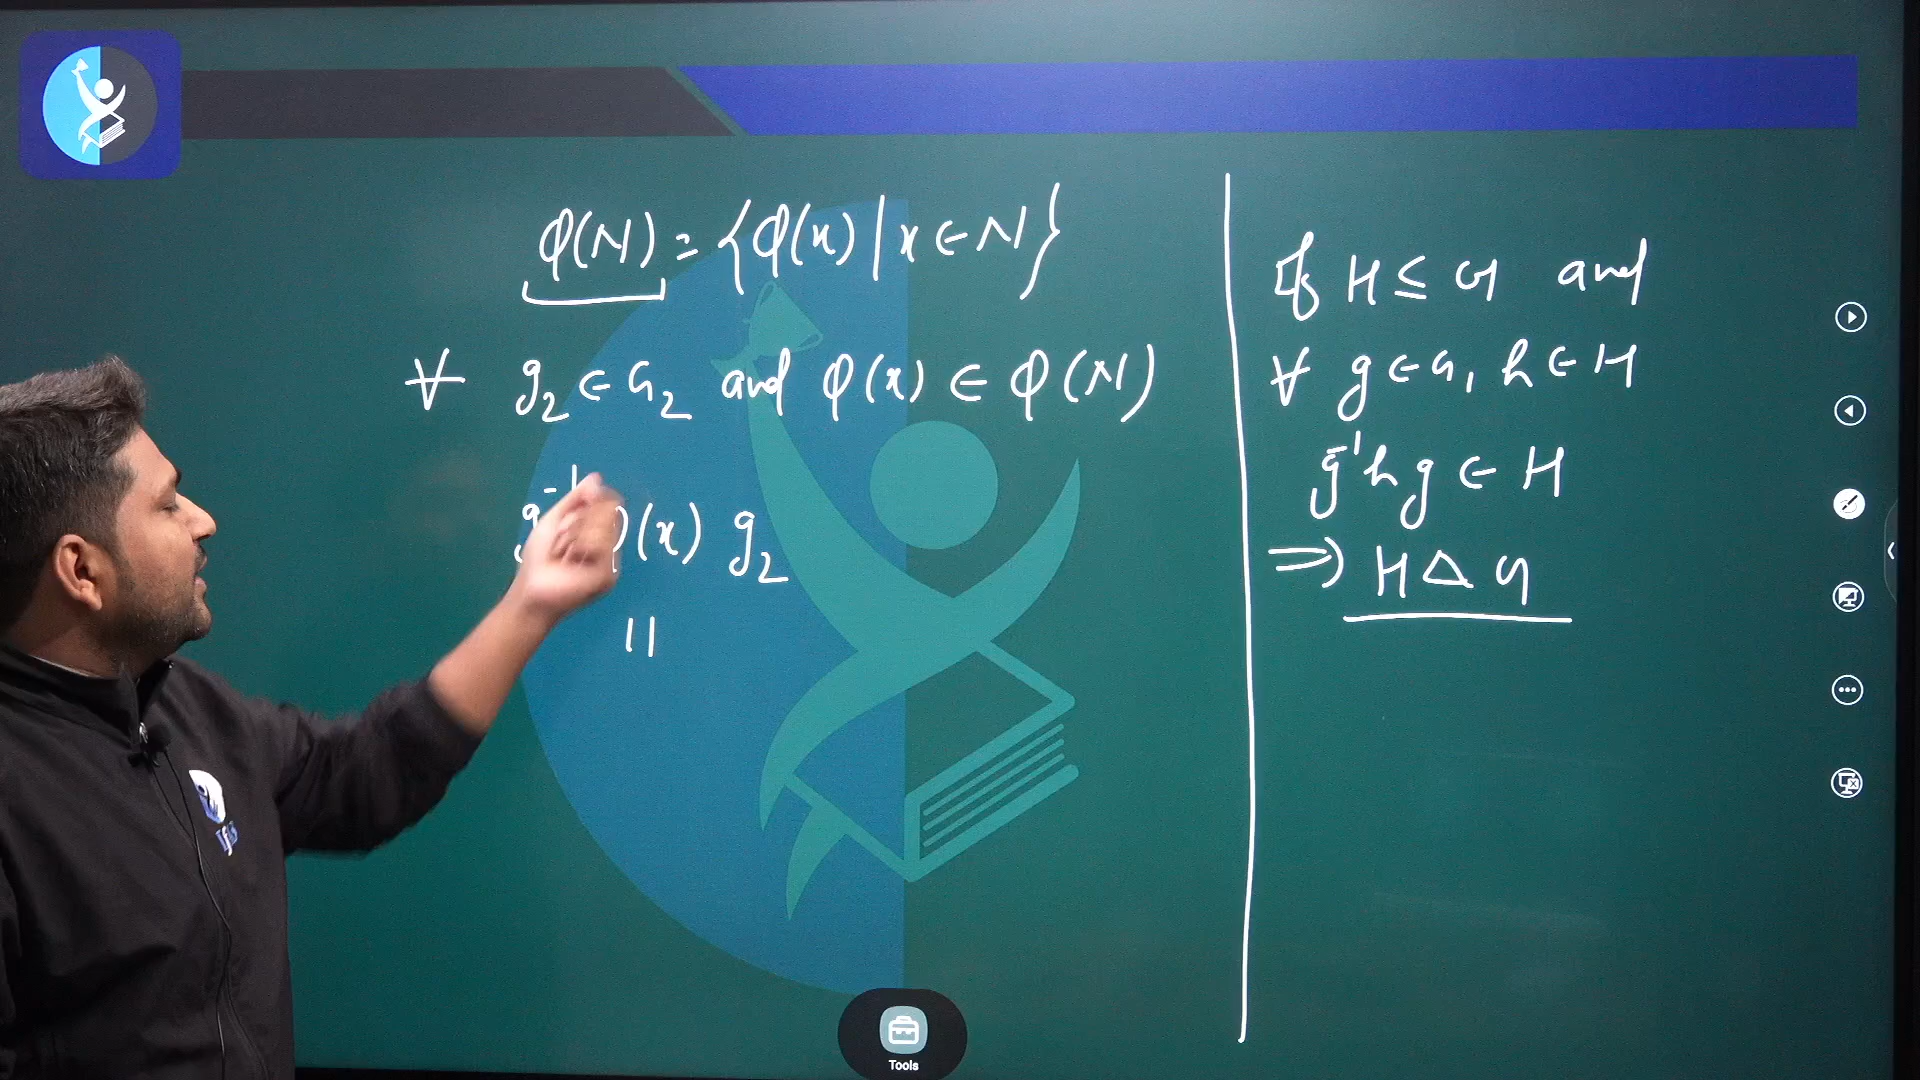 φ(N) = {φ(x) | x ∈ N}
∀ g₂ ∈ G₂ and φ(x) ∈ φ(N)
φ(x) g₂
||
If H ≤ G and
∀ g ∈ G, h ∈ H
g⁻¹hg ∈ H
⇒ H Δ G
Tools